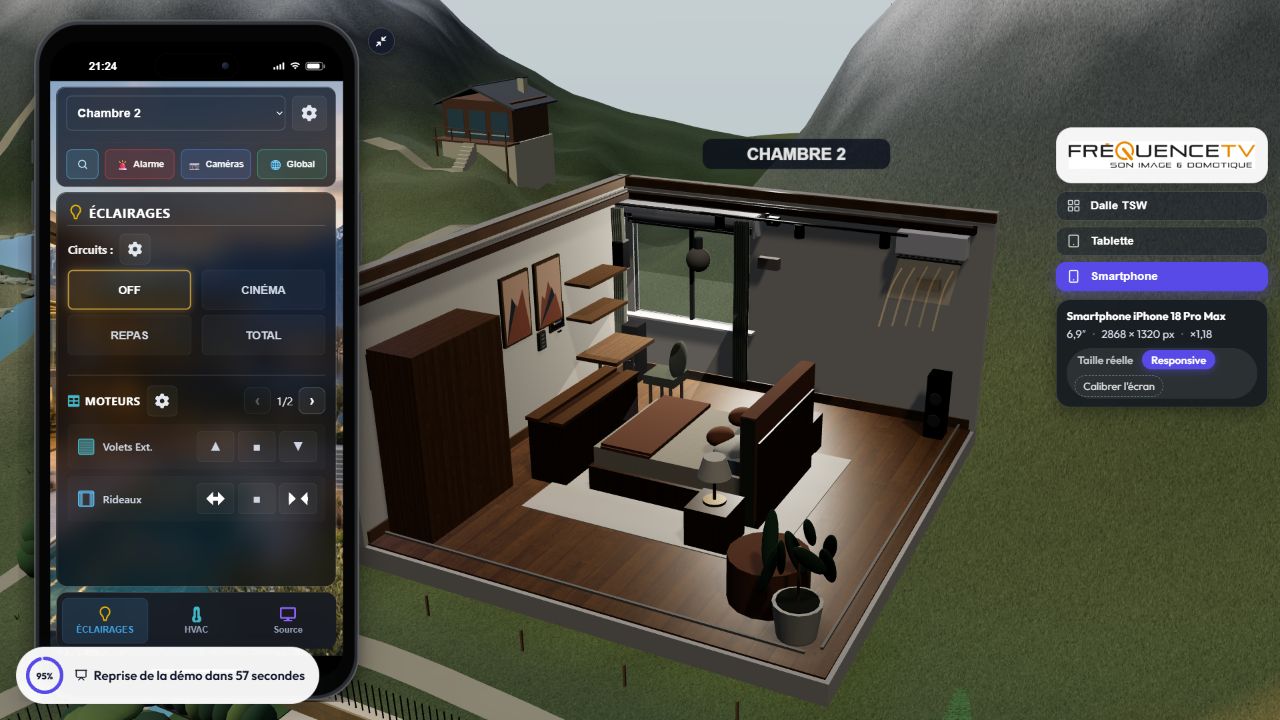 21:24
Chambre 2
Alarme
Caméras
Global
ÉCLAIRAGES
Circuits :
OFF
CINÉMA
REPAS
TOTAL
MOTEURS
1/2
Volets Ext.
Rideaux
ÉCLAIRAGES
HVAC
Source
95%
Reprise de la démo dans 57 secondes
CHAMBRE 2
FRÉQUENCETV
SON IMAGE & DOMOTIQUE
Dalle TSW
Tablette
Smartphone
Smartphone iPhone 18 Pro Max
6,9" · 2868 × 1320 px · ×1,18
Taille réelle
Responsive
Calibrer l'écran